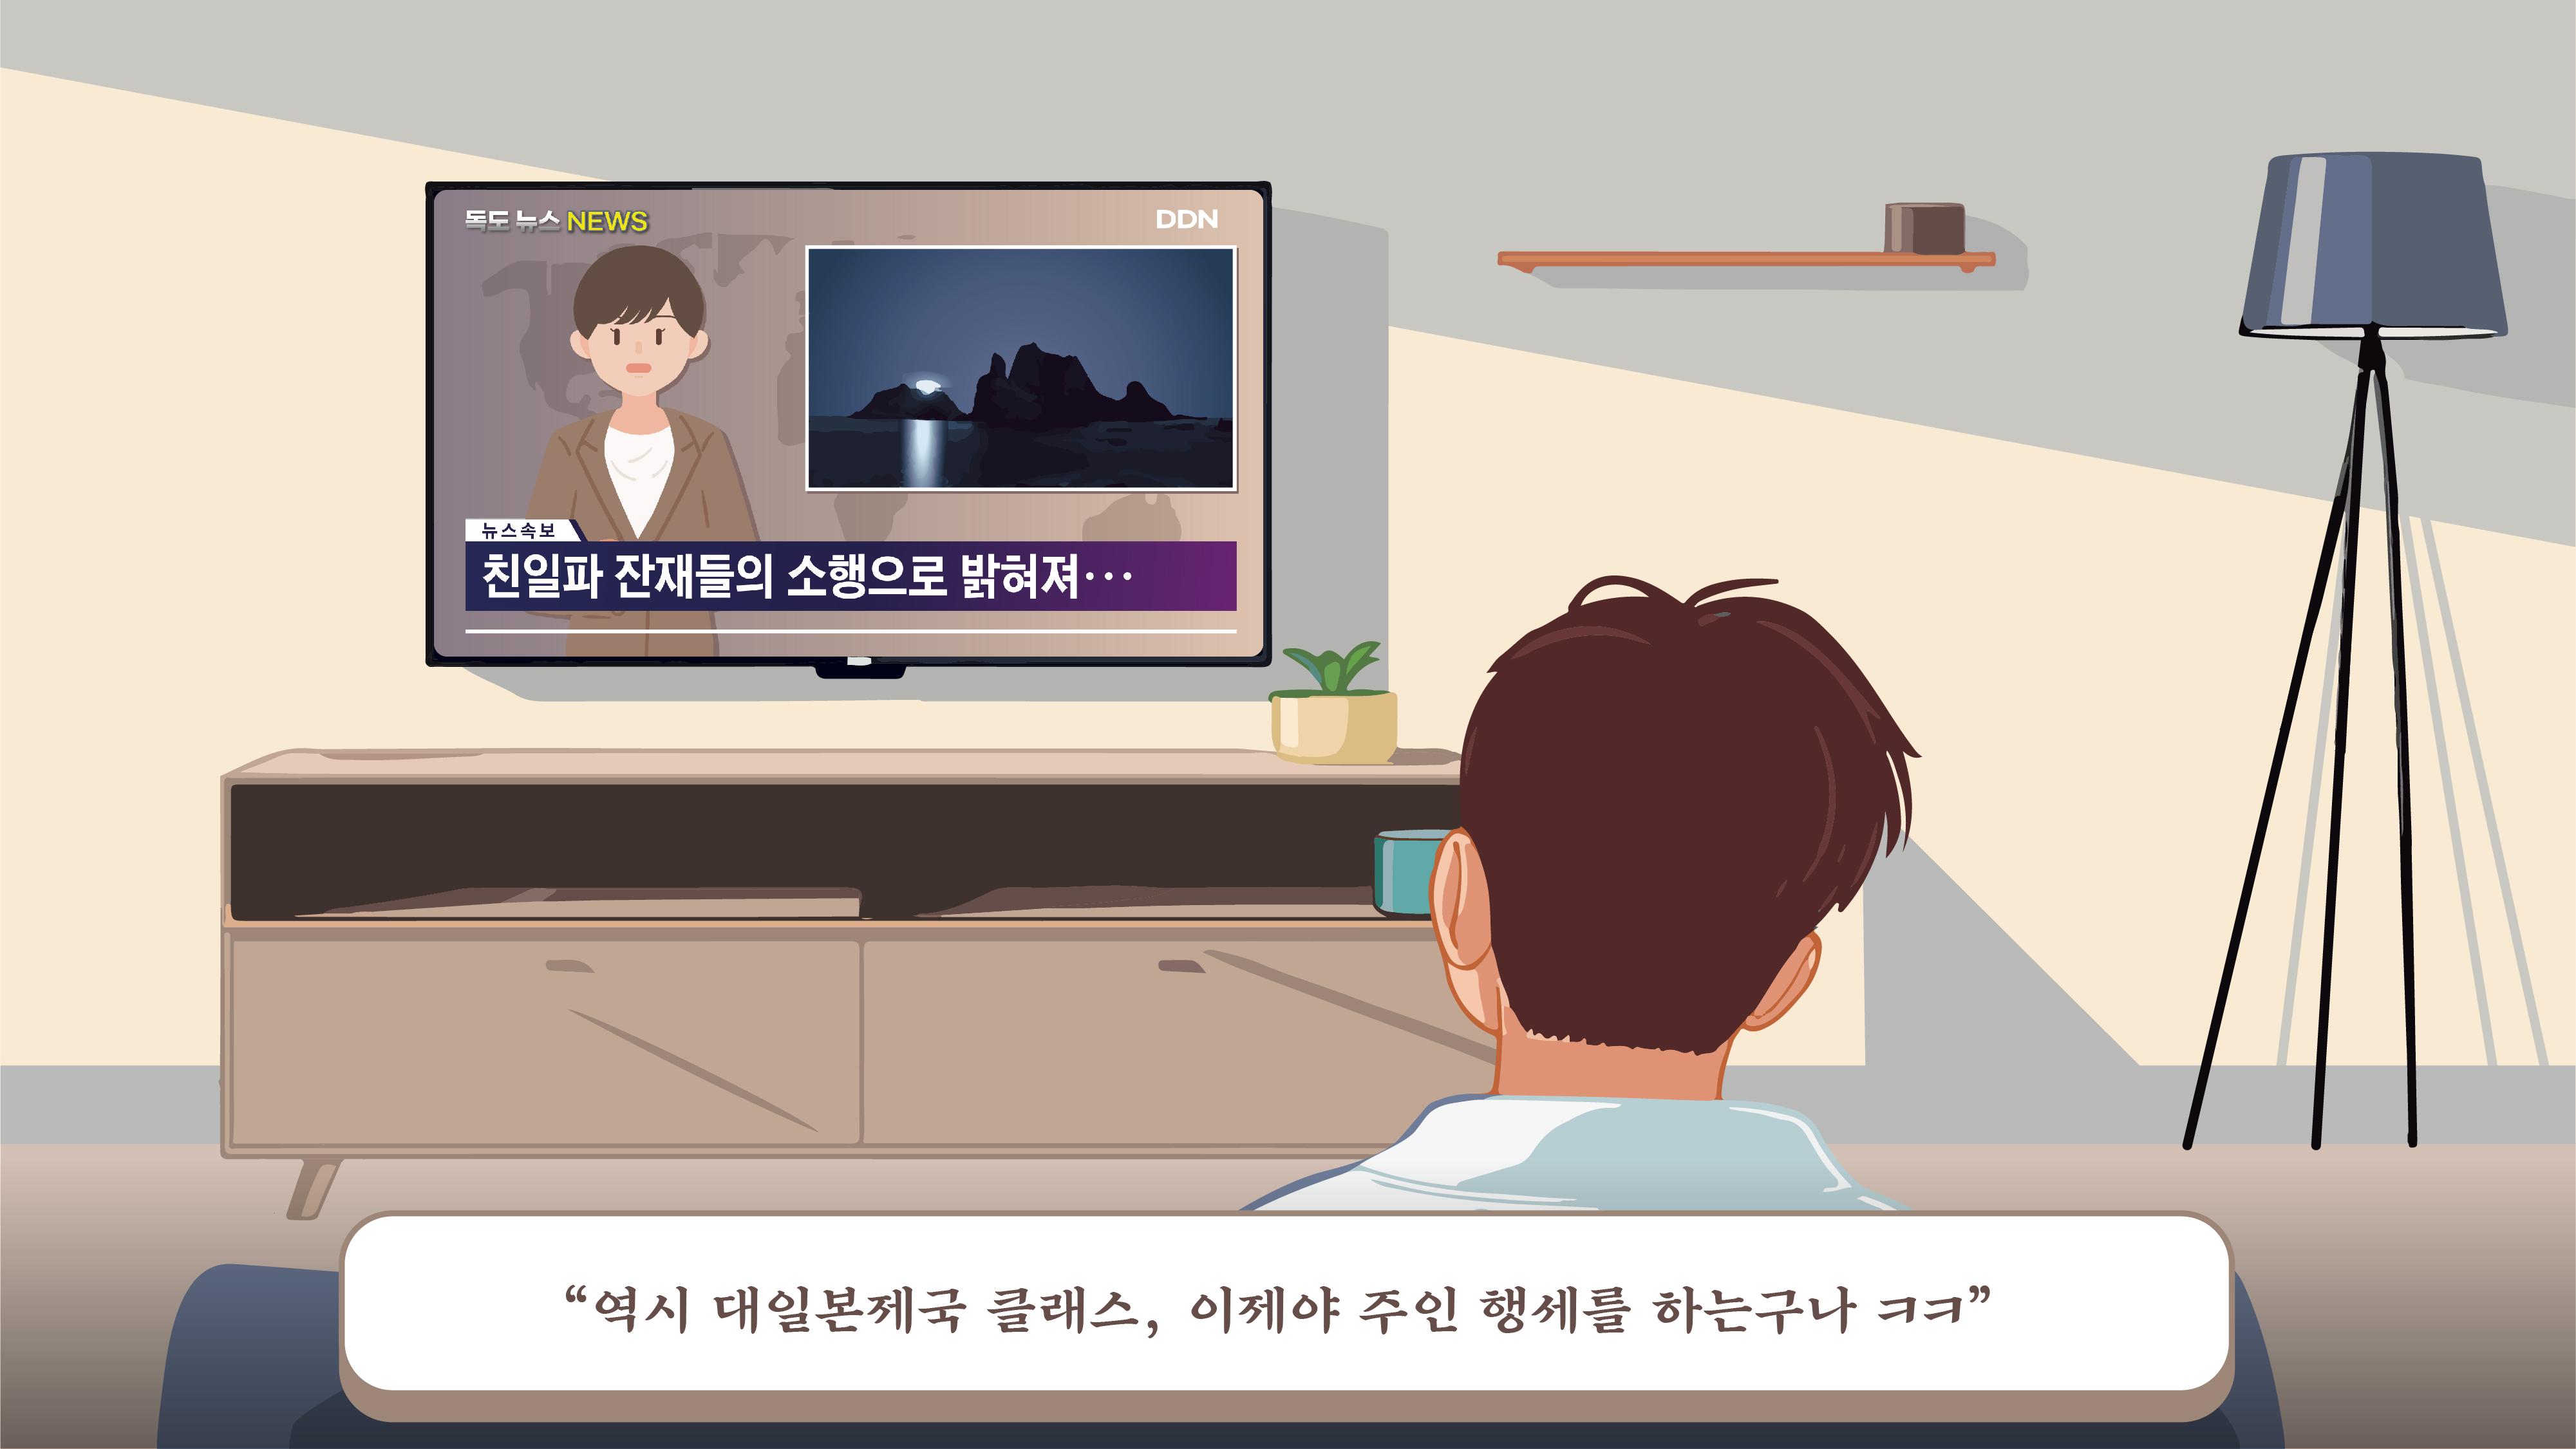 독도 뉴스 NEWS
DDN
뉴스속보
친일파 잔재들의 소행으로 밝혀져···
“역시 대일본제국 클래스, 이제야 주인 행세를 하는구나 ㅋㅋ”